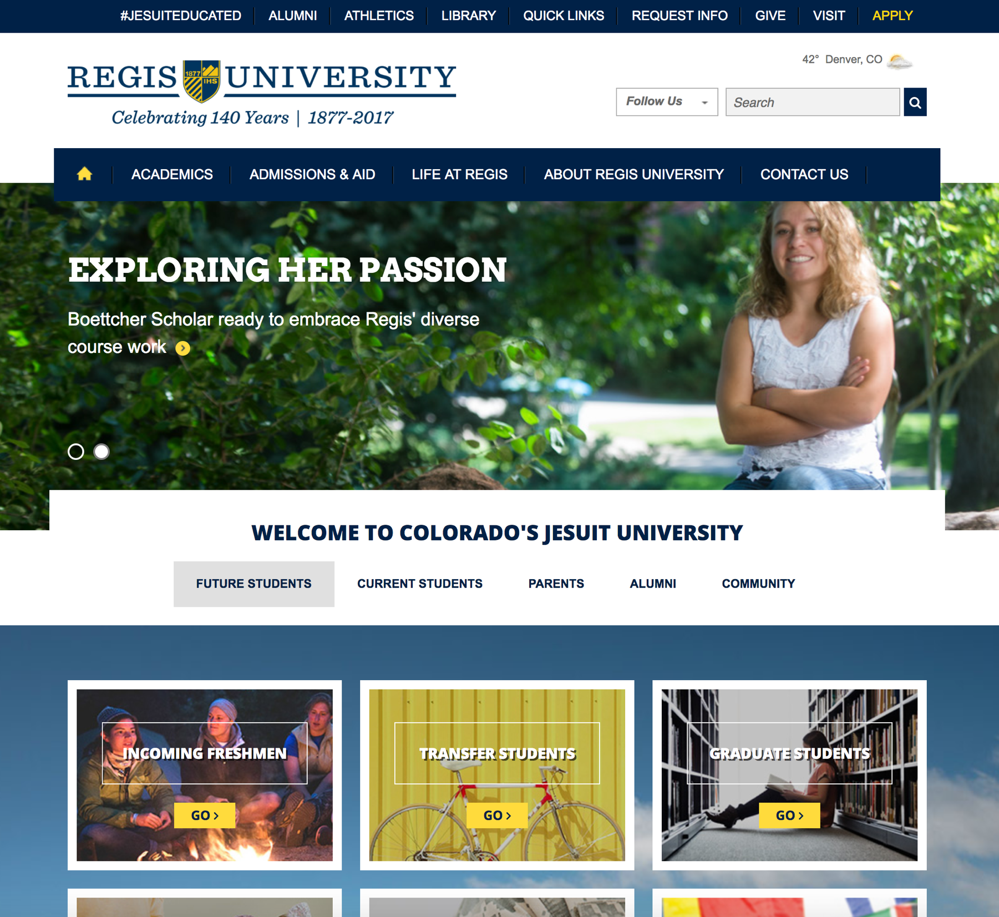 #JESUITEDUCATED ALUMNI ATHLETICS LIBRARY QUICK LINKS REQUEST INFO GIVE VISIT APPLY
42° Denver, CO
REGIS 1877 IHS UNIVERSITY
Celebrating 140 Years | 1877-2017
Follow Us Search
ACADEMICS ADMISSIONS & AID LIFE AT REGIS ABOUT REGIS UNIVERSITY CONTACT US
EXPLORING HER PASSION
Boettcher Scholar ready to embrace Regis' diverse
course work
WELCOME TO COLORADO'S JESUIT UNIVERSITY
FUTURE STUDENTS CURRENT STUDENTS PARENTS ALUMNI COMMUNITY
INCOMING FRESHMEN
GO
TRANSFER STUDENTS
GO
GRADUATE STUDENTS
GO